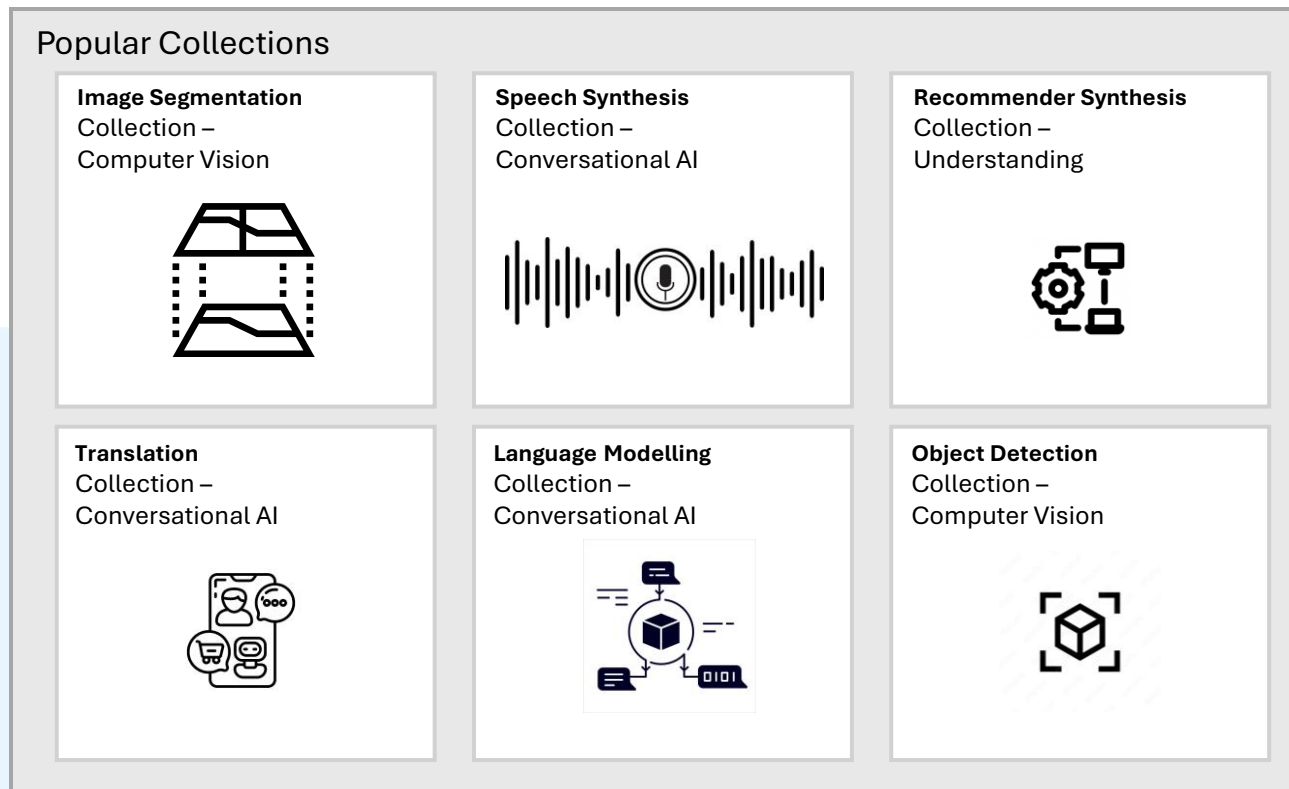 Popular Collections
Image Segmentation
Collection –
Computer Vision
Speech Synthesis
Collection –
Conversational AI
Recommender Synthesis
Collection –
Understanding
Translation
Collection –
Conversational AI
Language Modelling
Collection –
Conversational AI
0101
Object Detection
Collection –
Computer Vision